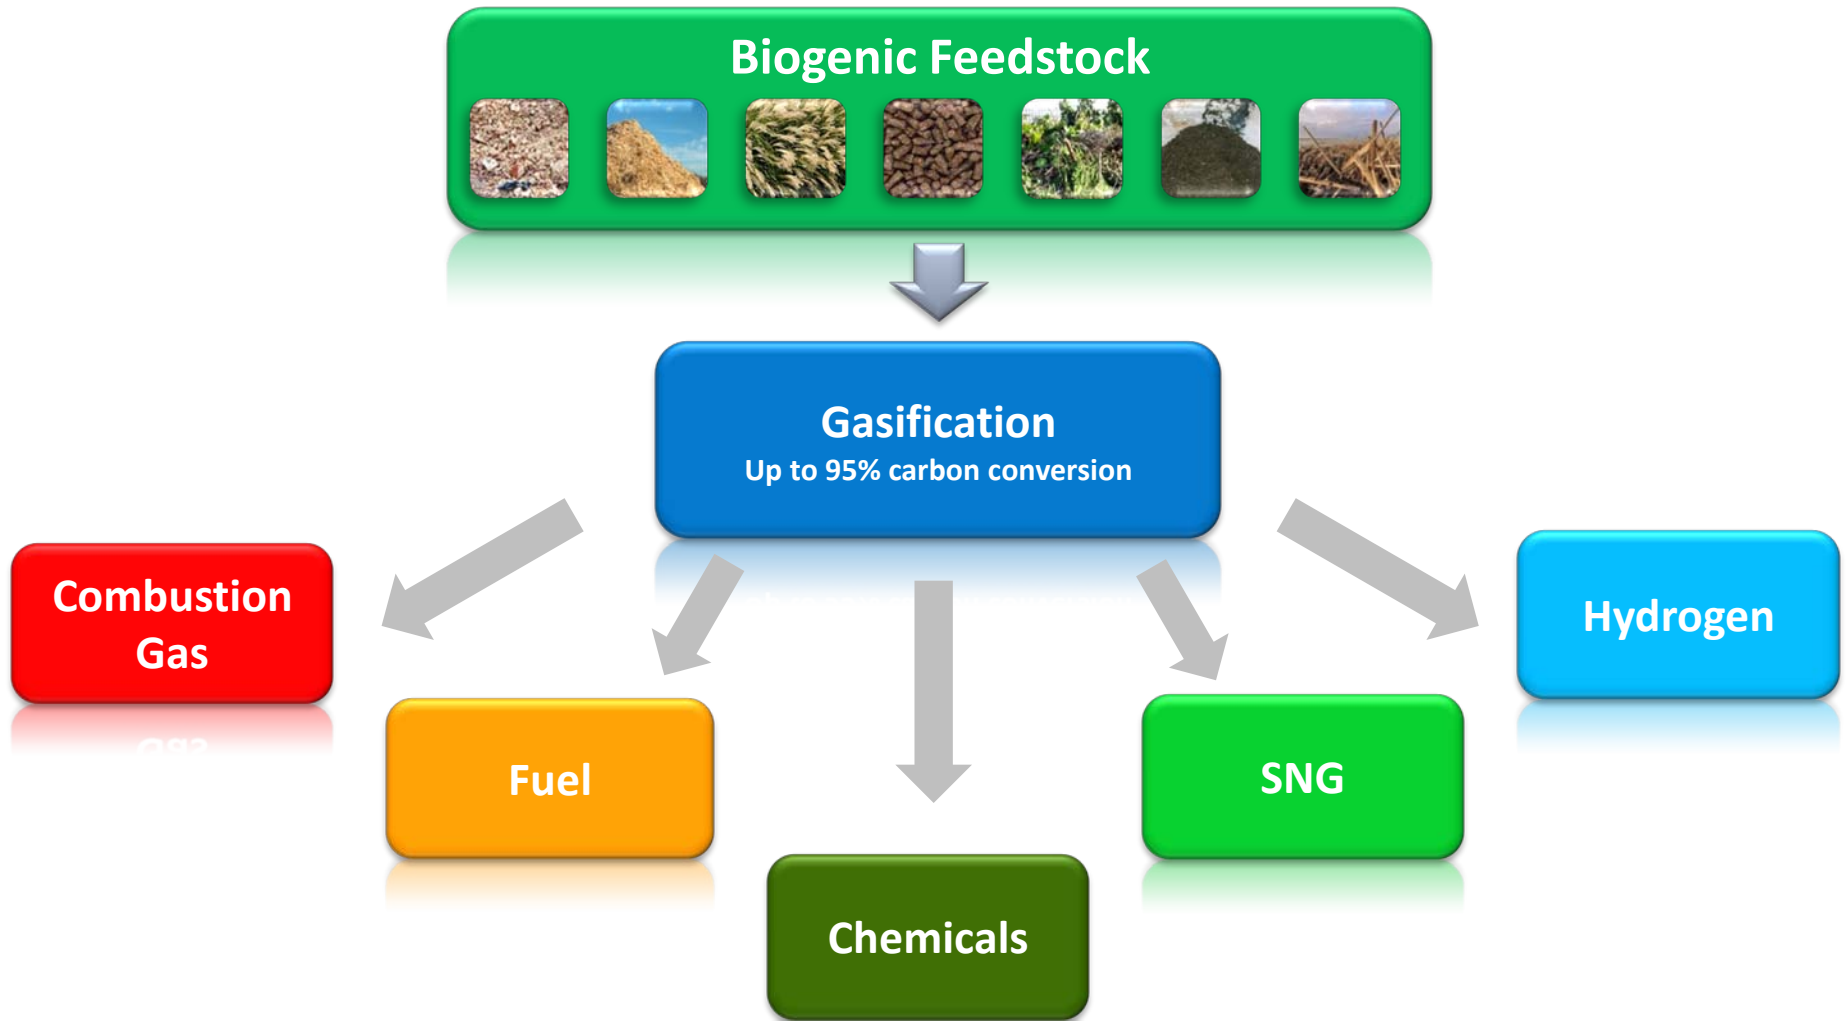 Biogenic Feedstock
Gasification
Up to 95% carbon conversion
Combustion
Gas
Hydrogen
Fuel
SNG
Chemicals